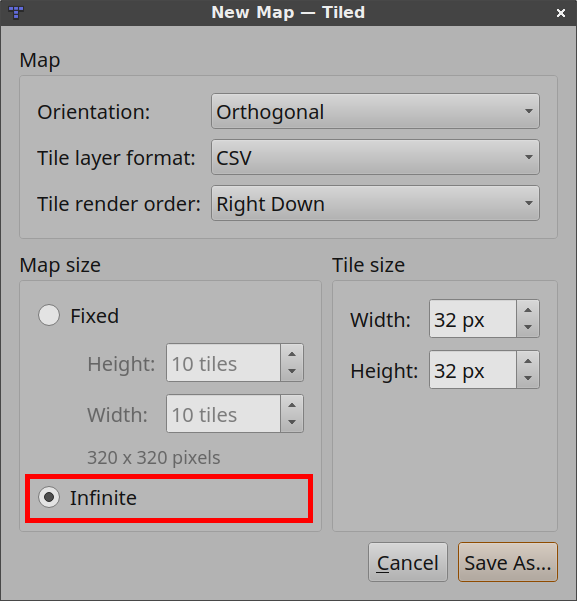 New Map — Tiled
Map
Orientation: Orthogonal
Tile layer format: CSV
Tile render order: Right Down
Map size
Fixed
Height: 10 tiles
Width: 10 tiles
320 x 320 pixels
Infinite
Tile size
Width: 32 px
Height: 32 px
Cancel
Save As...